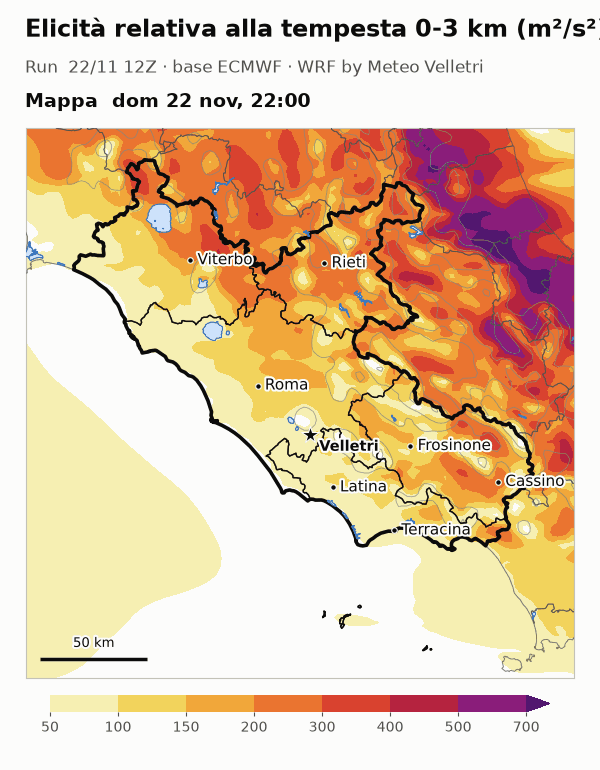 Elicità relativa alla tempesta 0-3 km (m²/s²)
Run 22/11 12Z · base ECMWF · WRF by Meteo Velletri
Mappa dom 22 nov, 22:00
Viterbo
Rieti
Roma
Velletri
Frosinone
Cassino
Latina
Terracina
50 km
50 100 150 200 300 400 500 700